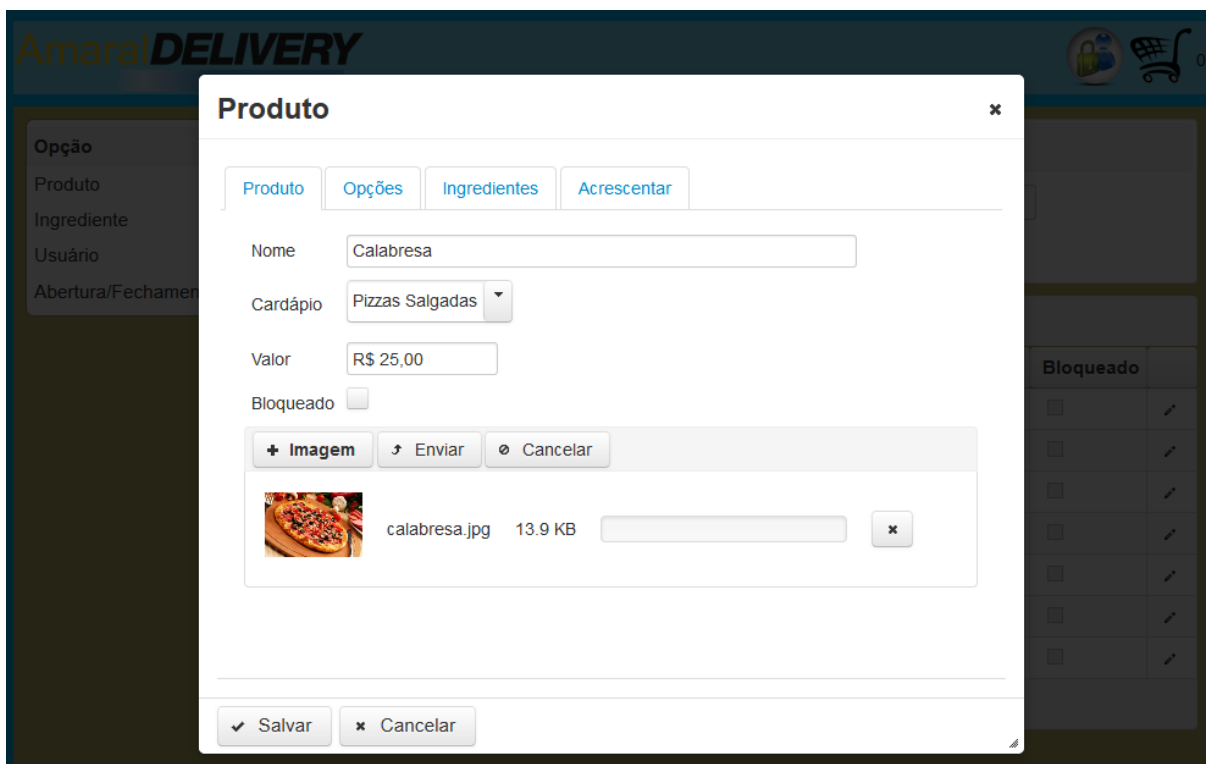 AmaralDELIVERY
0
Produto
Opção
Produto
Ingrediente
Usuário
Abertura/Fechamen
Produto Opções Ingredientes Acrescentar
Nome Calabresa
Cardápio Pizzas Salgadas
Valor R$ 25,00
Bloqueado
Bloqueado
Imagem Enviar Cancelar
calabresa.jpg 13.9 KB
Salvar Cancelar